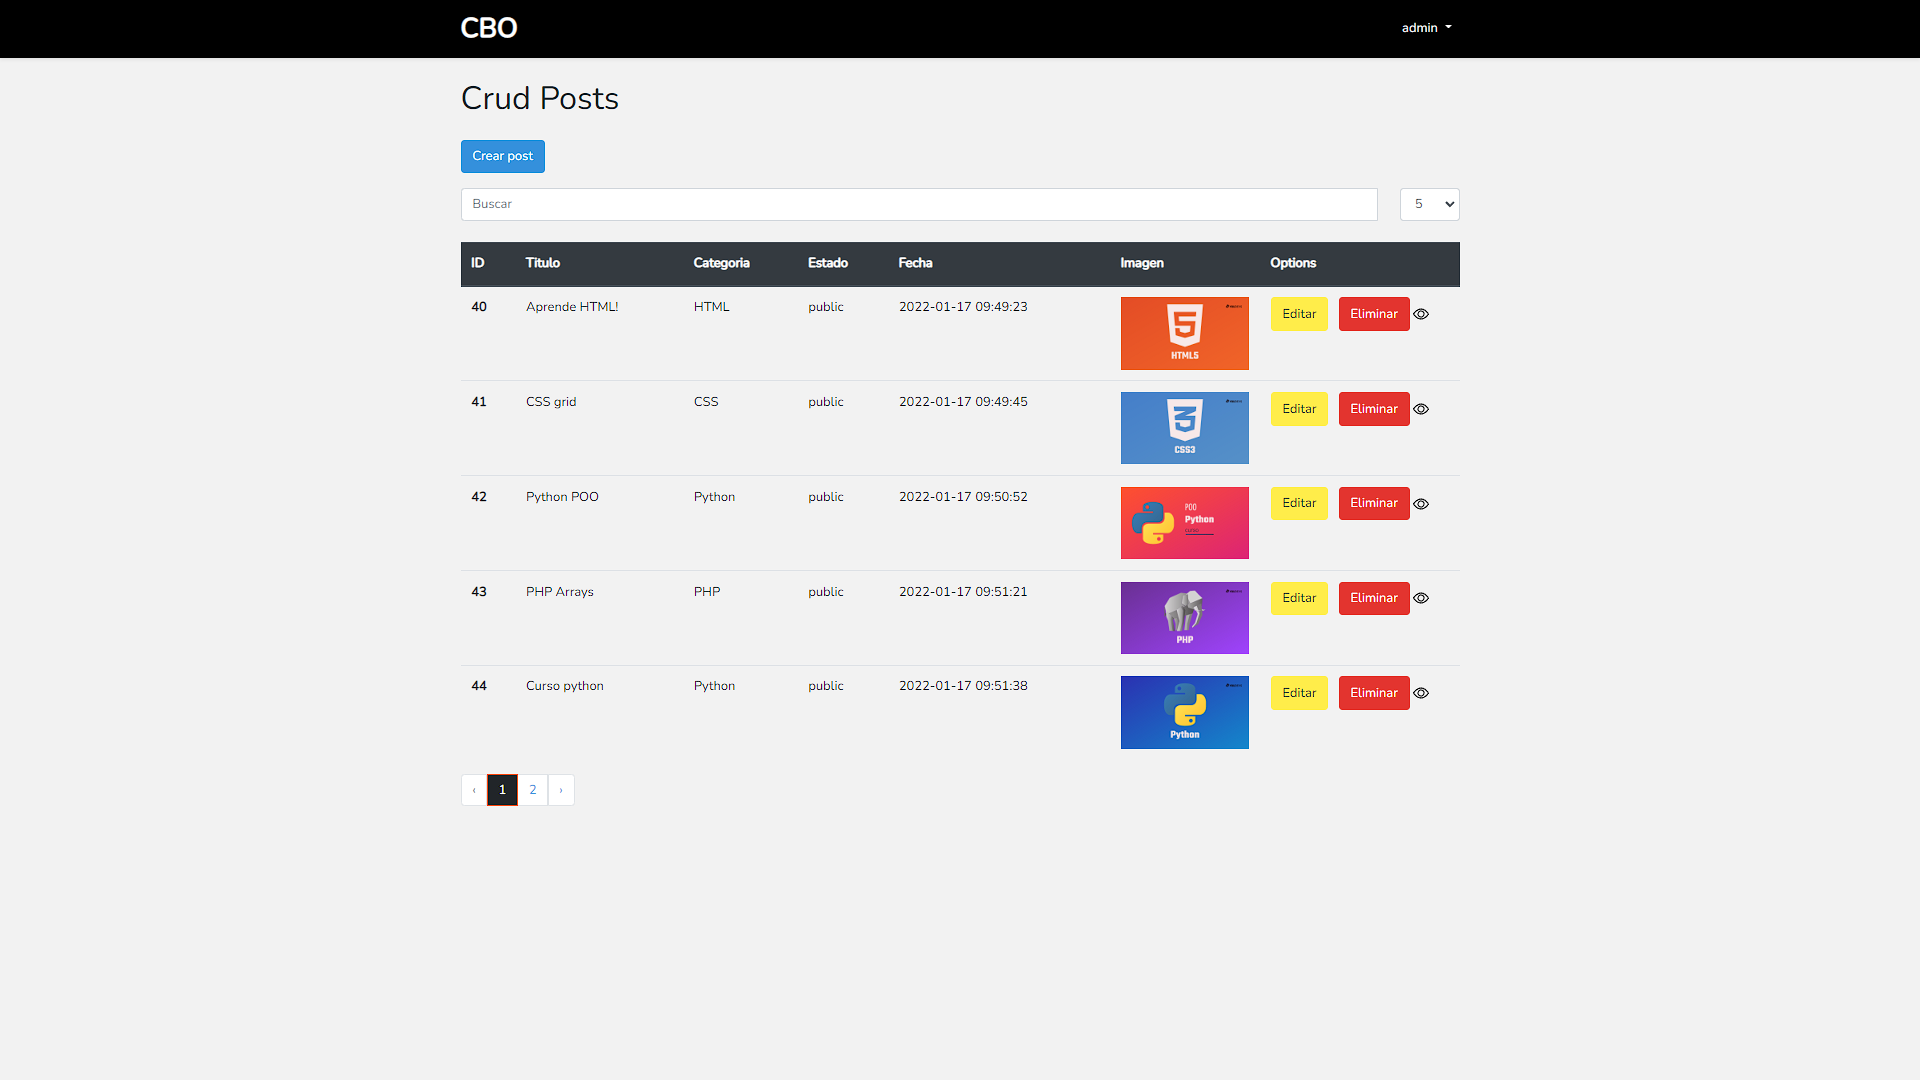 CBO
admin
Crud Posts
Crear post
Buscar
5
ID Titulo Categoria Estado Fecha Imagen Options
40 Aprende HTML! HTML public 2022-01-17 09:49:23 Editar Eliminar
HTML5
41 CSS grid CSS public 2022-01-17 09:49:45 Editar Eliminar
CSS3
42 Python POO Python public 2022-01-17 09:50:52 Editar Eliminar
POO
Python
43 PHP Arrays PHP public 2022-01-17 09:51:21 Editar Eliminar
PHP
44 Curso python Python public 2022-01-17 09:51:38 Editar Eliminar
Python
‹ 1 2 ›